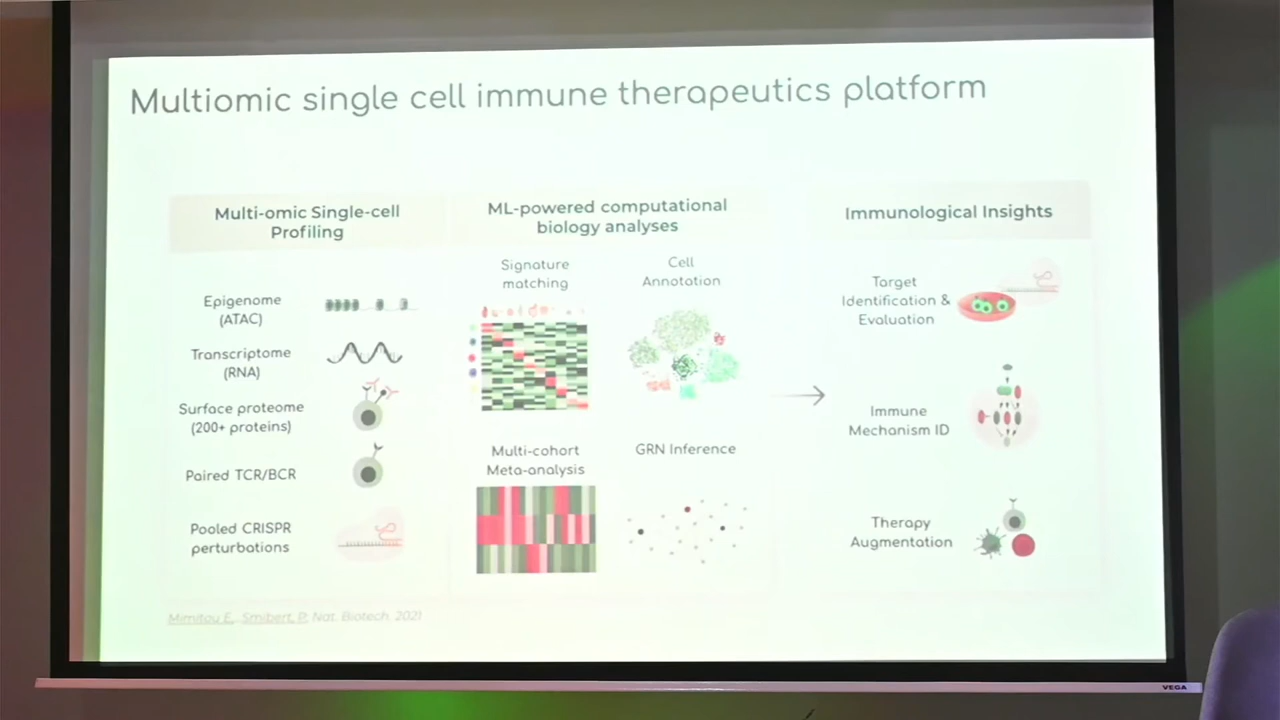 Multiomic single cell immune therapeutics platform
Multi-omic Single-cell
Profiling
Epigenome
(ATAC)
Transcriptome
(RNA)
Surface proteome
(200+ proteins)
Paired TCR/BCR
Pooled CRISPR
perturbations
ML-powered computational
biology analyses
Signature
matching
Cell
Annotation
Multi-cohort
Meta-analysis
GRN Inference
Immunological Insights
Target
Identification &
Evaluation
Immune
Mechanism ID
Therapy
Augmentation
Mimitou E., Smibert, P. Nat. Biotech. 2021
VEGA